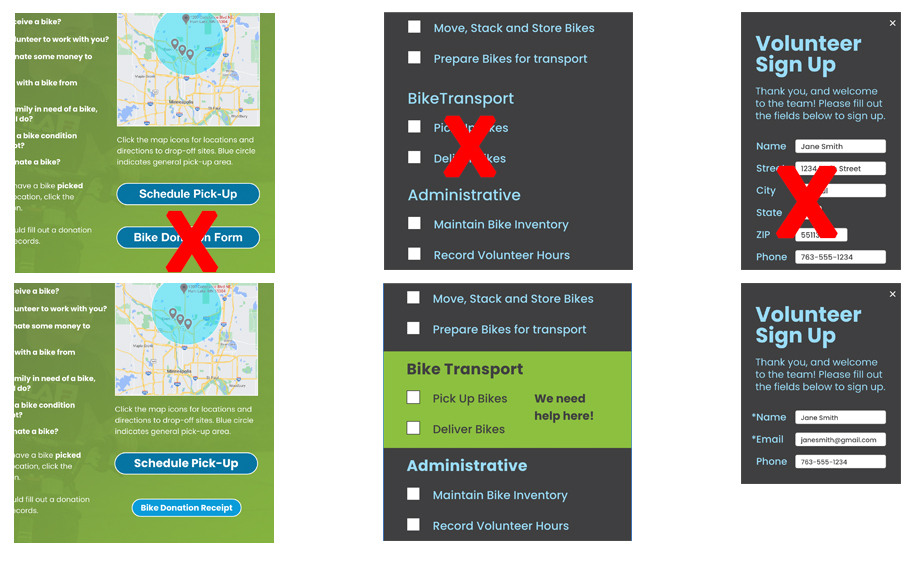 ceive a bike?
lunteer to work with you?
nate some money to
with a bike from
amily in need of a bike,
I do?
a bike condition
pt?
nate a bike?
have a bike picked
ocation, click the
n.
uld fill out a donation
ecords.
Minneapolis
St Paul
Click the map icons for locations and
directions to drop-off sites. Blue circle
indicates general pick-up area.
Schedule Pick-Up
Bike Donation Form
Move, Stack and Store Bikes
Prepare Bikes for transport
BikeTransport
Pick Up Bikes
Deliver Bikes
Administrative
Maintain Bike Inventory
Record Volunteer Hours
×
Volunteer
Sign Up
Thank you, and welcome
to the team! Please fill out
the fields below to sign up.
Name Jane Smith
Street 1234 Street
City
State
ZIP 55113
Phone 763-555-1234
ceive a bike?
lunteer to work with you?
nate some money to
with a bike from
amily in need of a bike,
I do?
a bike condition
pt?
nate a bike?
have a bike picked
ocation, click the
n.
uld fill out a donation
ecords.
Minneapolis
St Paul
Click the map icons for locations and
directions to drop-off sites. Blue circle
indicates general pick-up area.
Schedule Pick-Up
Bike Donation Receipt
Move, Stack and Store Bikes
Prepare Bikes for transport
Bike Transport
Pick Up Bikes
Deliver Bikes
We need
help here!
Administrative
Maintain Bike Inventory
Record Volunteer Hours
×
Volunteer
Sign Up
Thank you, and welcome
to the team! Please fill out
the fields below to sign up.
*Name Jane Smith
*Email janesmith@gmail.com
Phone 763-555-1234